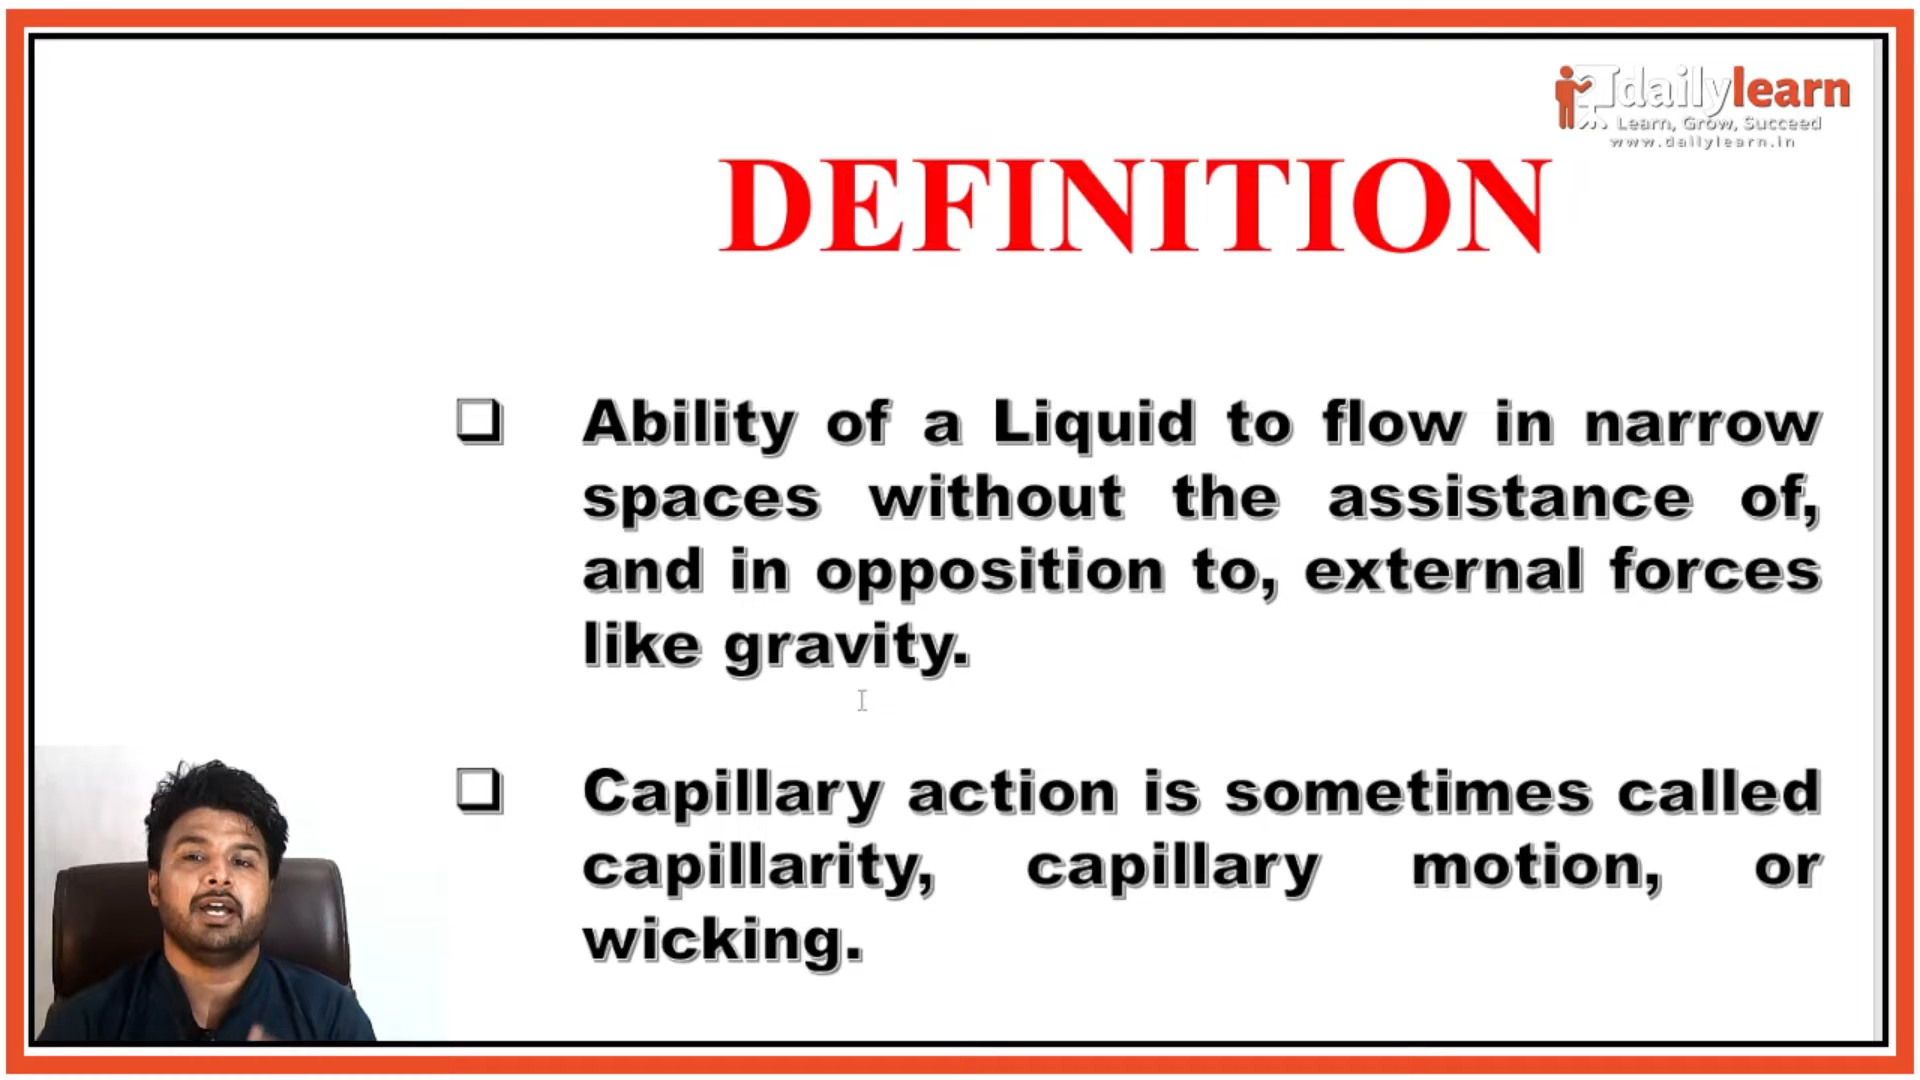 dailylearn
Learn, Grow, Succeed
www.dailylearn.in
DEFINITION
❑ Ability of a Liquid to flow in narrow
spaces without the assistance of,
and in opposition to, external forces
like gravity.
❑ Capillary action is sometimes called
capillarity, capillary motion, or
wicking.